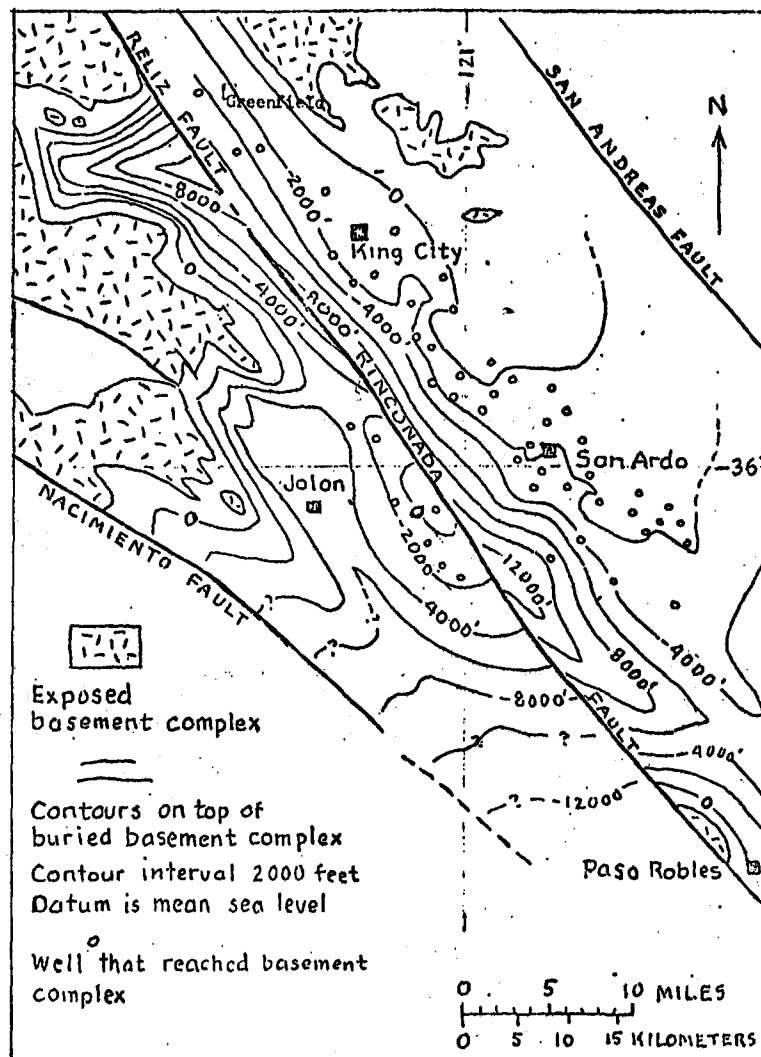 RELIZ FAULT
Greenfield
121°
SAN ANDREAS FAULT
N
-8000'
-2000'
0
King City
0
-4000'
-8000'
-4000'
RINCONADA
San Ardo
-36°
Jolon
0
0
-2000'
NACIMIENTO FAULT
-12000'
?
?
4000'
-4000'
8000'
-8000'
FAULT
?
?
-4000'
? -12000
0
Paso Robles
Exposed
basement complex
Contours on top of
buried basement complex
Contour interval 2000 feet
Datum is mean sea level
Well that reached basement
complex
0 5 10 MILES
0 5 10 15 KILOMETERS